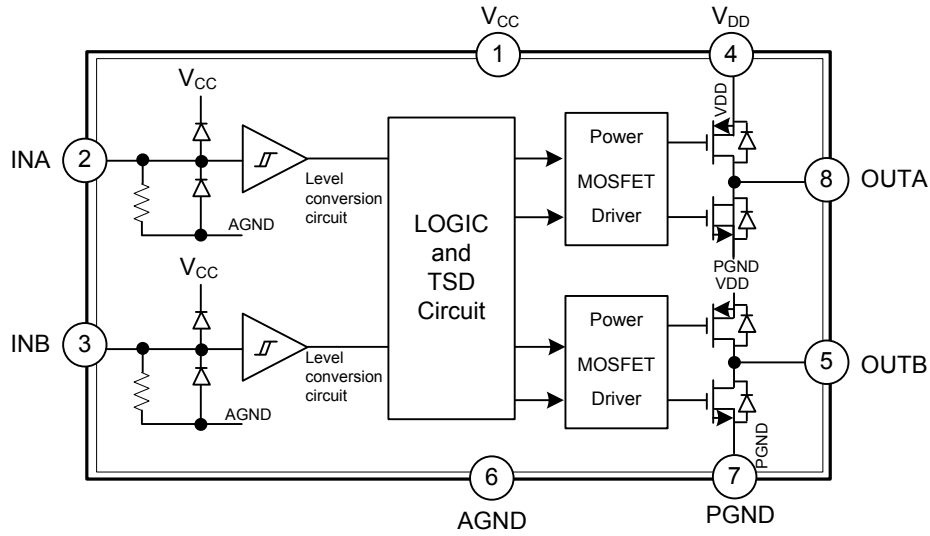 VCC
1
VDD
4
VCC
VDD
INA
2
Level
conversion
circuit
AGND
Power
MOSFET
Driver
8
OUTA
LOGIC
and
TSD
Circuit
PGND
VDD
VCC
INB
3
Level
conversion
circuit
AGND
Power
MOSFET
Driver
5
OUTB
PGND
6
AGND
7
PGND